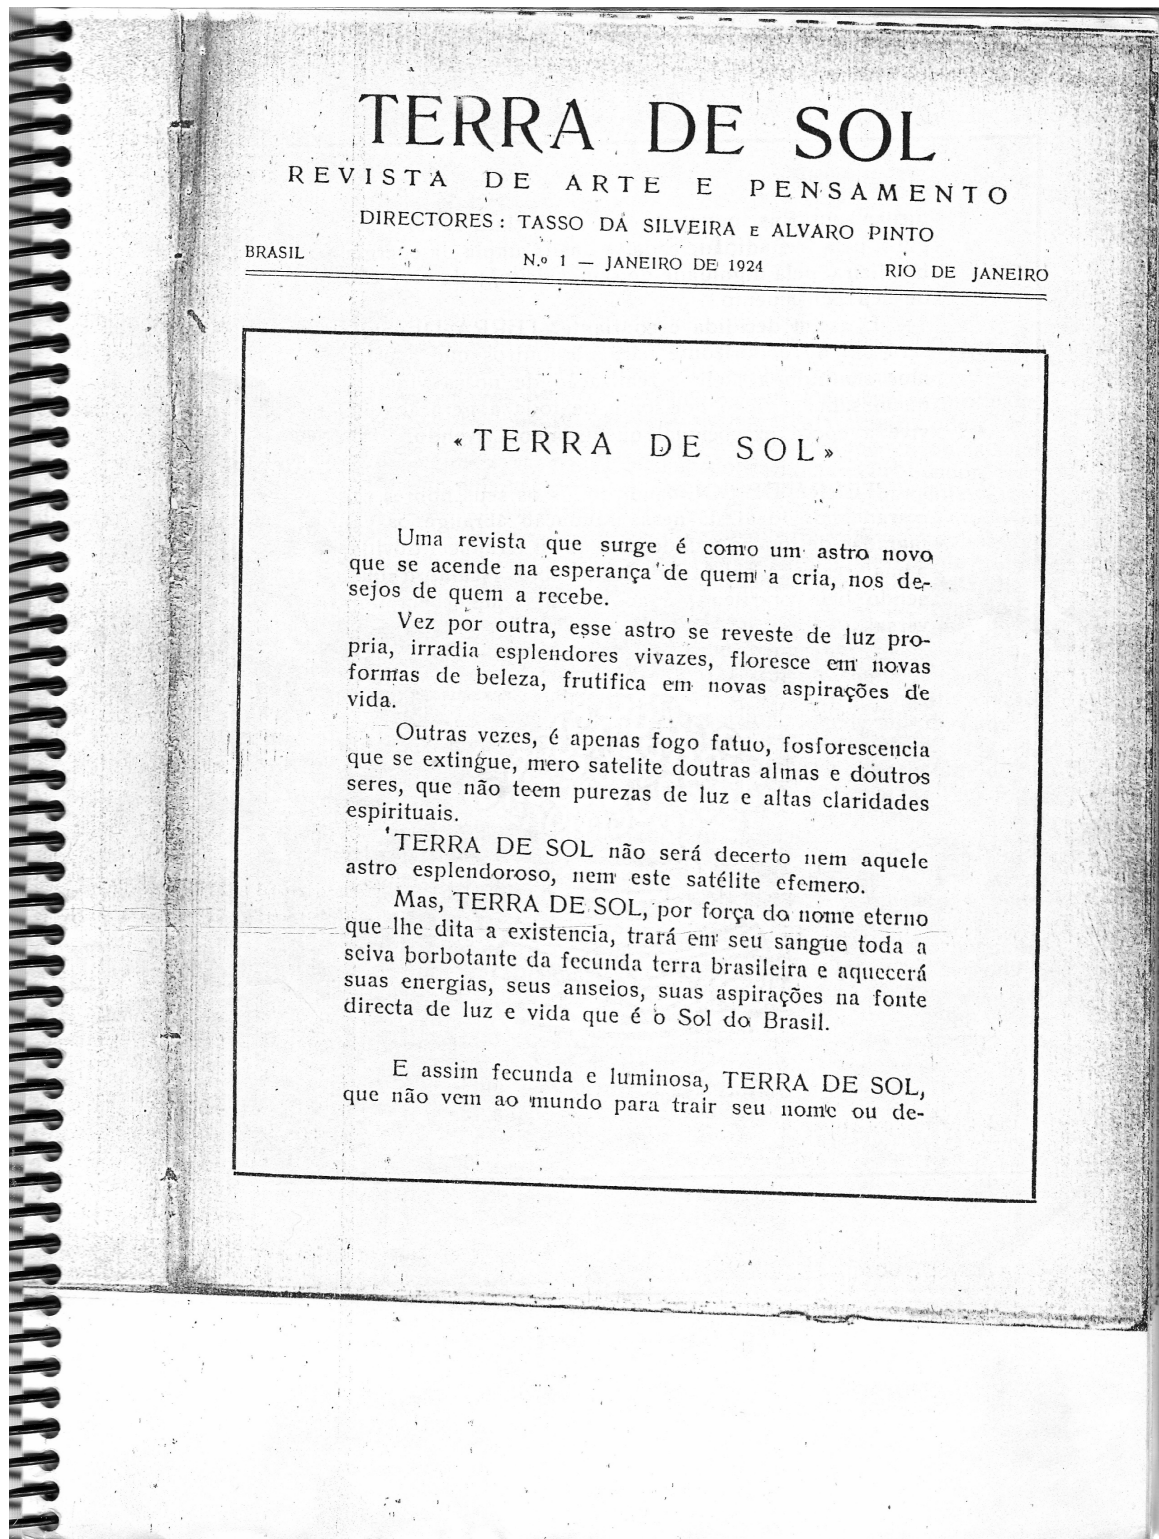 TERRA DE SOL
REVISTA DE ARTE E PENSAMENTO
DIRECTORES: TASSO DA SILVEIRA E ALVARO PINTO
BRASIL N.º 1 — JANEIRO DE 1924 RIO DE JANEIRO
«TERRA DE SOL»
Uma revista que surge é como um astro novo
que se acende na esperança de quem a cria, nos de-
sejos de quem a recebe.
Vez por outra, esse astro se reveste de luz pro-
pria, irradia esplendores vivazes, floresce em novas
formas de beleza, frutifica em novas aspirações de
vida.
Outras vezes, é apenas fogo fatuo, fosforescencia
que se extingue, mero satelite doutras almas e doutros
seres, que não teem purezas de luz e altas claridades
espirituais.
TERRA DE SOL não será decerto nem aquele
astro esplendoroso, nem este satélite efemero.
Mas, TERRA DE SOL, por força do nome eterno
que lhe dita a existencia, trará em seu sangue toda a
seiva borbotante da fecunda terra brasileira e aquecerá
suas energias, seus anseios, suas aspirações na fonte
directa de luz e vida que é o Sol do Brasil.
E assim fecunda e luminosa, TERRA DE SOL,
que não vem ao mundo para trair seu nome ou de-